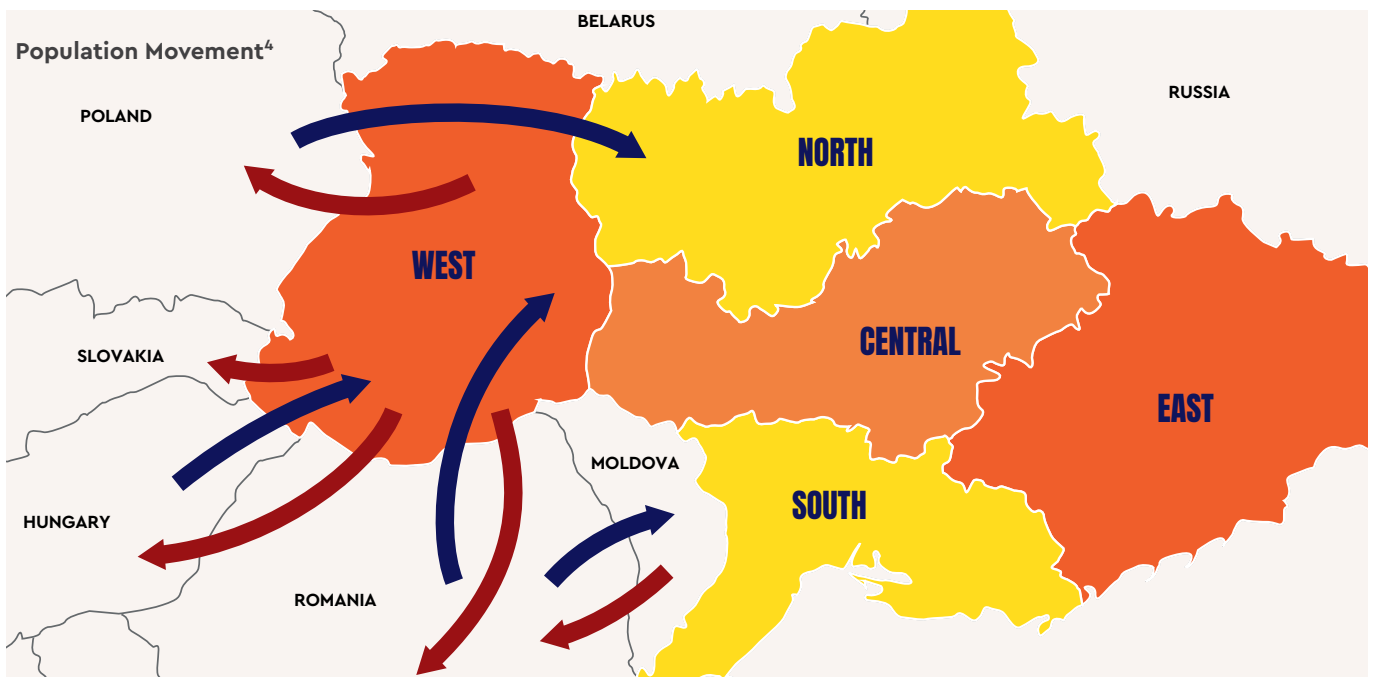 BELARUS
Population Movement⁴
RUSSIA
POLAND
NORTH
WEST
CENTRAL
SLOVAKIA
EAST
MOLDOVA
SOUTH
HUNGARY
ROMANIA